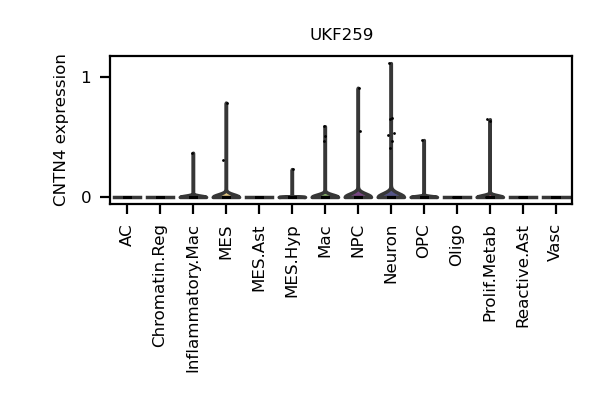 UKF259
CNTN4 expression
1
0
AC
Chromatin.Reg
Inflammatory.Mac
MES
MES.Ast
MES.Hyp
Mac
NPC
Neuron
OPC
Oligo
Prolif.Metab
Reactive.Ast
Vasc